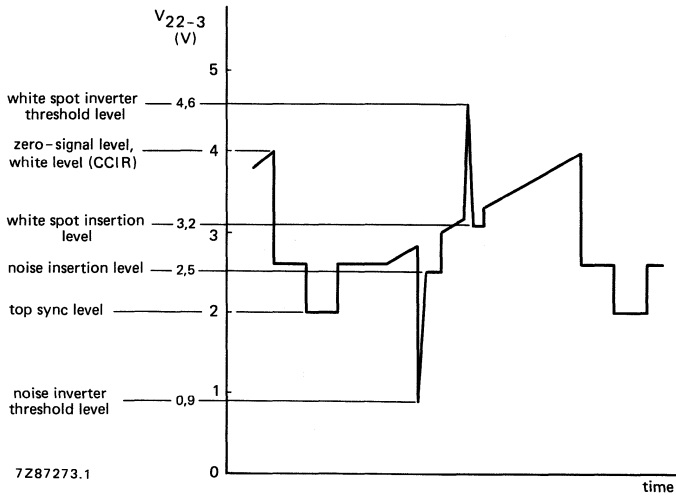 V22-3
(V)
5
white spot inverter
threshold level
4,6
zero-signal level,
white level (CCIR)
4
white spot insertion
level
3,2
3
noise insertion level
2,5
top sync level
2
1
noise inverter
threshold level
0,9
7Z87273.1
0
time